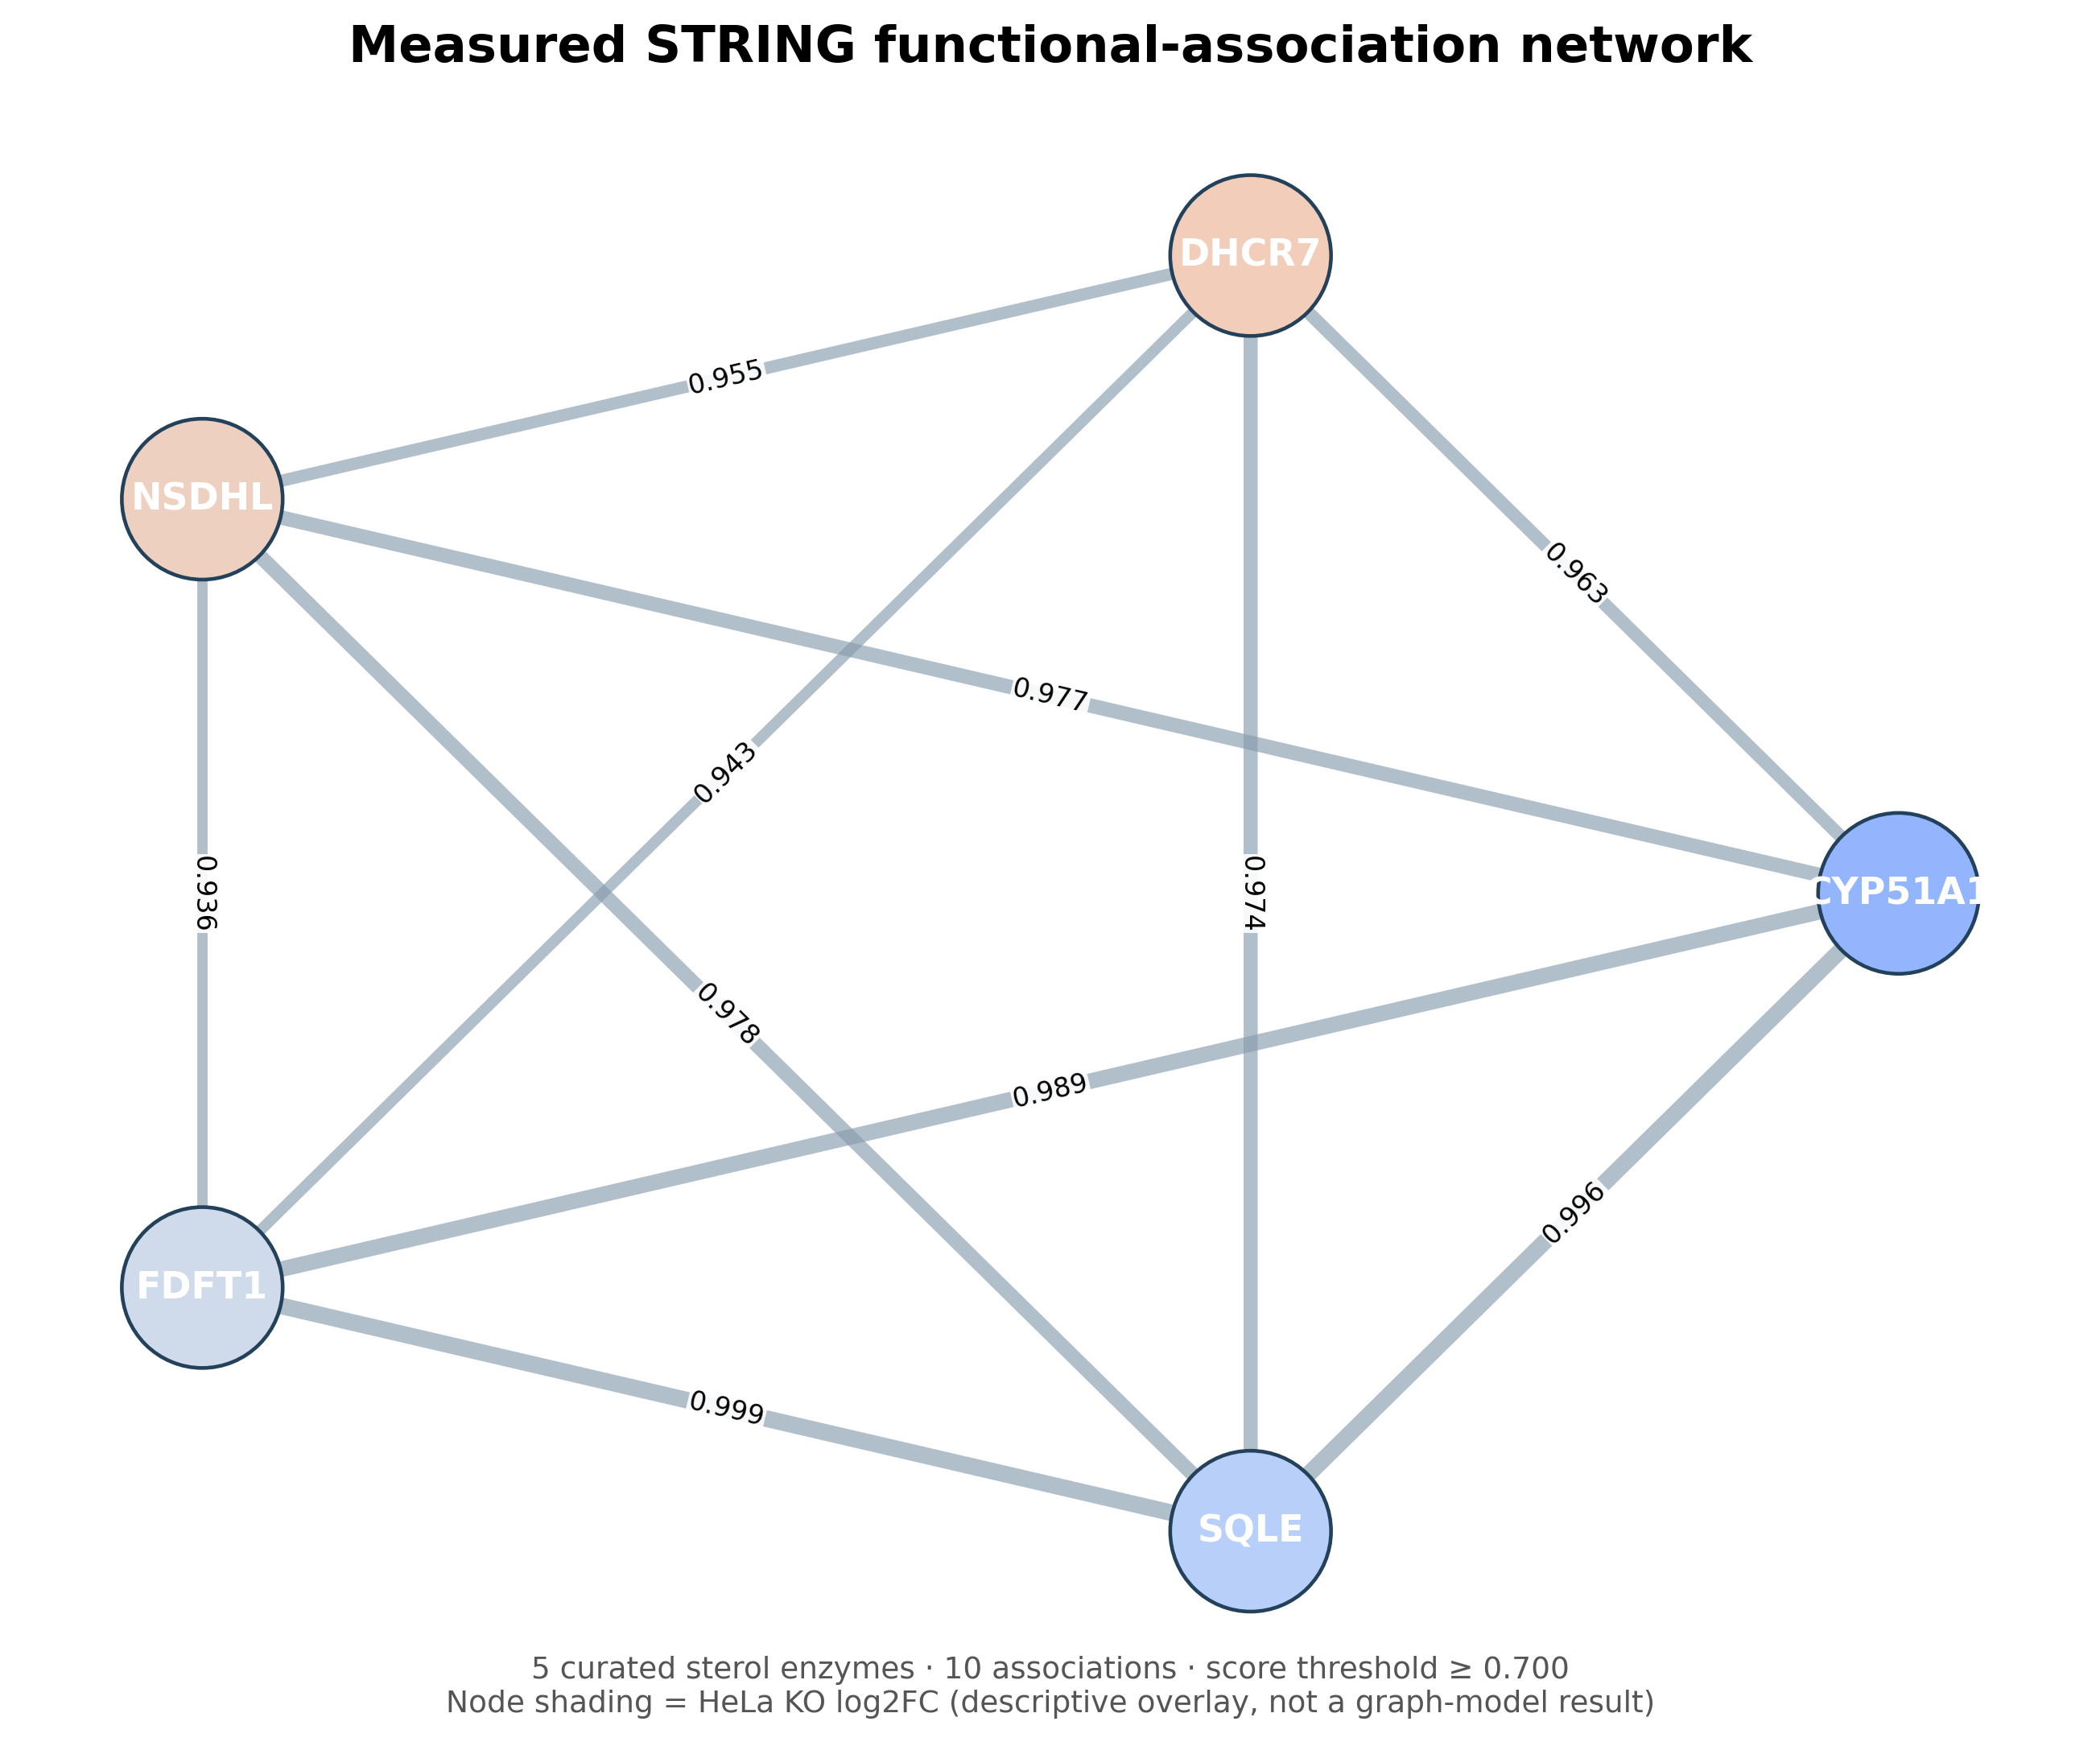 Measured STRING functional-association network
DHCR7
0.955
NSDHL
0.963
0.977
0.943
0.936
0.974
CYP51A1
0.978
0.989
0.996
FDFT1
0.999
SQLE
5 curated sterol enzymes · 10 associations · score threshold ≥ 0.700
Node shading = HeLa KO log2FC (descriptive overlay, not a graph-model result)